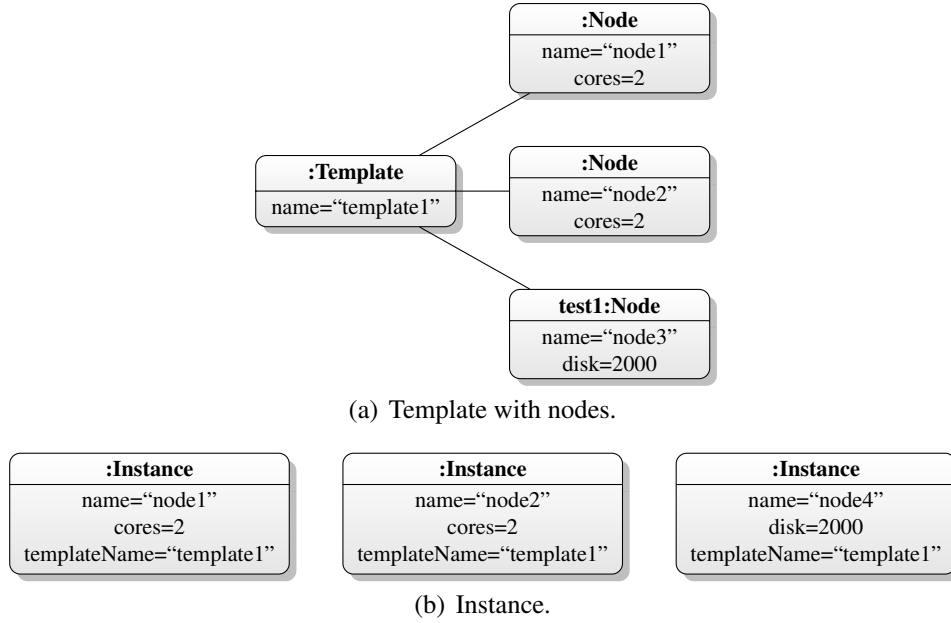 :Node
name=“node1”
cores=2
:Template
name=“template1”
:Node
name=“node2”
cores=2
test1:Node
name=“node3”
disk=2000
(a) Template with nodes.
:Instance
name=“node1”
cores=2
templateName=“template1”
:Instance
name=“node2”
cores=2
templateName=“template1”
:Instance
name=“node4”
disk=2000
templateName=“template1”
(b) Instance.